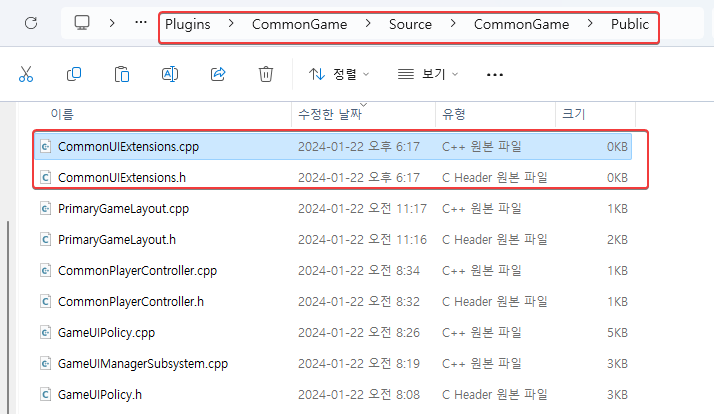 ··· Plugins > CommonGame > Source > CommonGame > Public
정렬 보기 ···
이름 수정한 날짜 유형 크기
CommonUIExtensions.cpp 2024-01-22 오후 6:17 C++ 원본 파일 0KB
CommonUIExtensions.h 2024-01-22 오후 6:17 C Header 원본 파일 0KB
PrimaryGameLayout.cpp 2024-01-22 오전 11:17 C++ 원본 파일 1KB
PrimaryGameLayout.h 2024-01-22 오전 11:16 C Header 원본 파일 2KB
CommonPlayerController.cpp 2024-01-22 오전 8:34 C++ 원본 파일 1KB
CommonPlayerController.h 2024-01-22 오전 8:32 C Header 원본 파일 1KB
GameUIPolicy.cpp 2024-01-22 오전 8:26 C++ 원본 파일 5KB
GameUIManagerSubsystem.cpp 2024-01-22 오전 8:19 C++ 원본 파일 3KB
GameUIPolicy.h 2024-01-22 오전 8:08 C Header 원본 파일 3KB